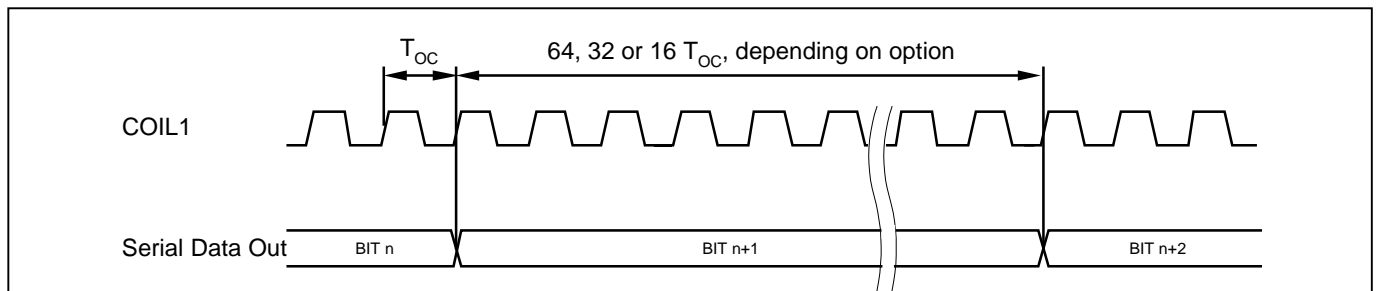 T_OC 64, 32 or 16 T_OC, depending on option
COIL1
Serial Data Out BIT n BIT n+1 BIT n+2